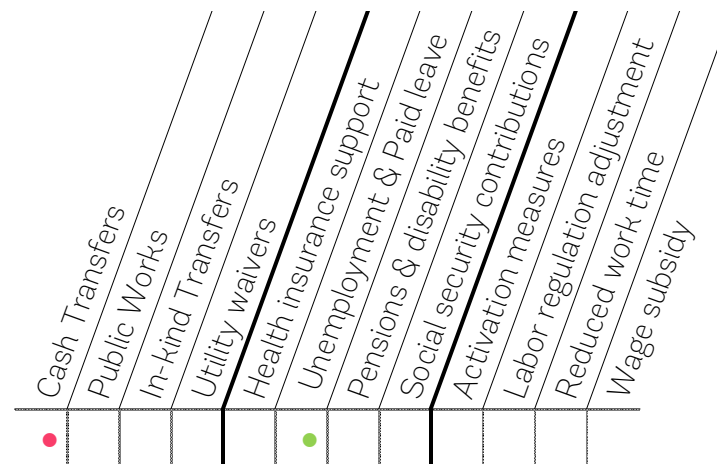 Cash Transfers
Public Works
In-kind Transfers
Utility waivers
Health insurance support
Unemployment & Paid leave
Pensions & disability benefits
Social security contributions
Activation measures
Labor regulation adjustment
Reduced work time
Wage subsidy